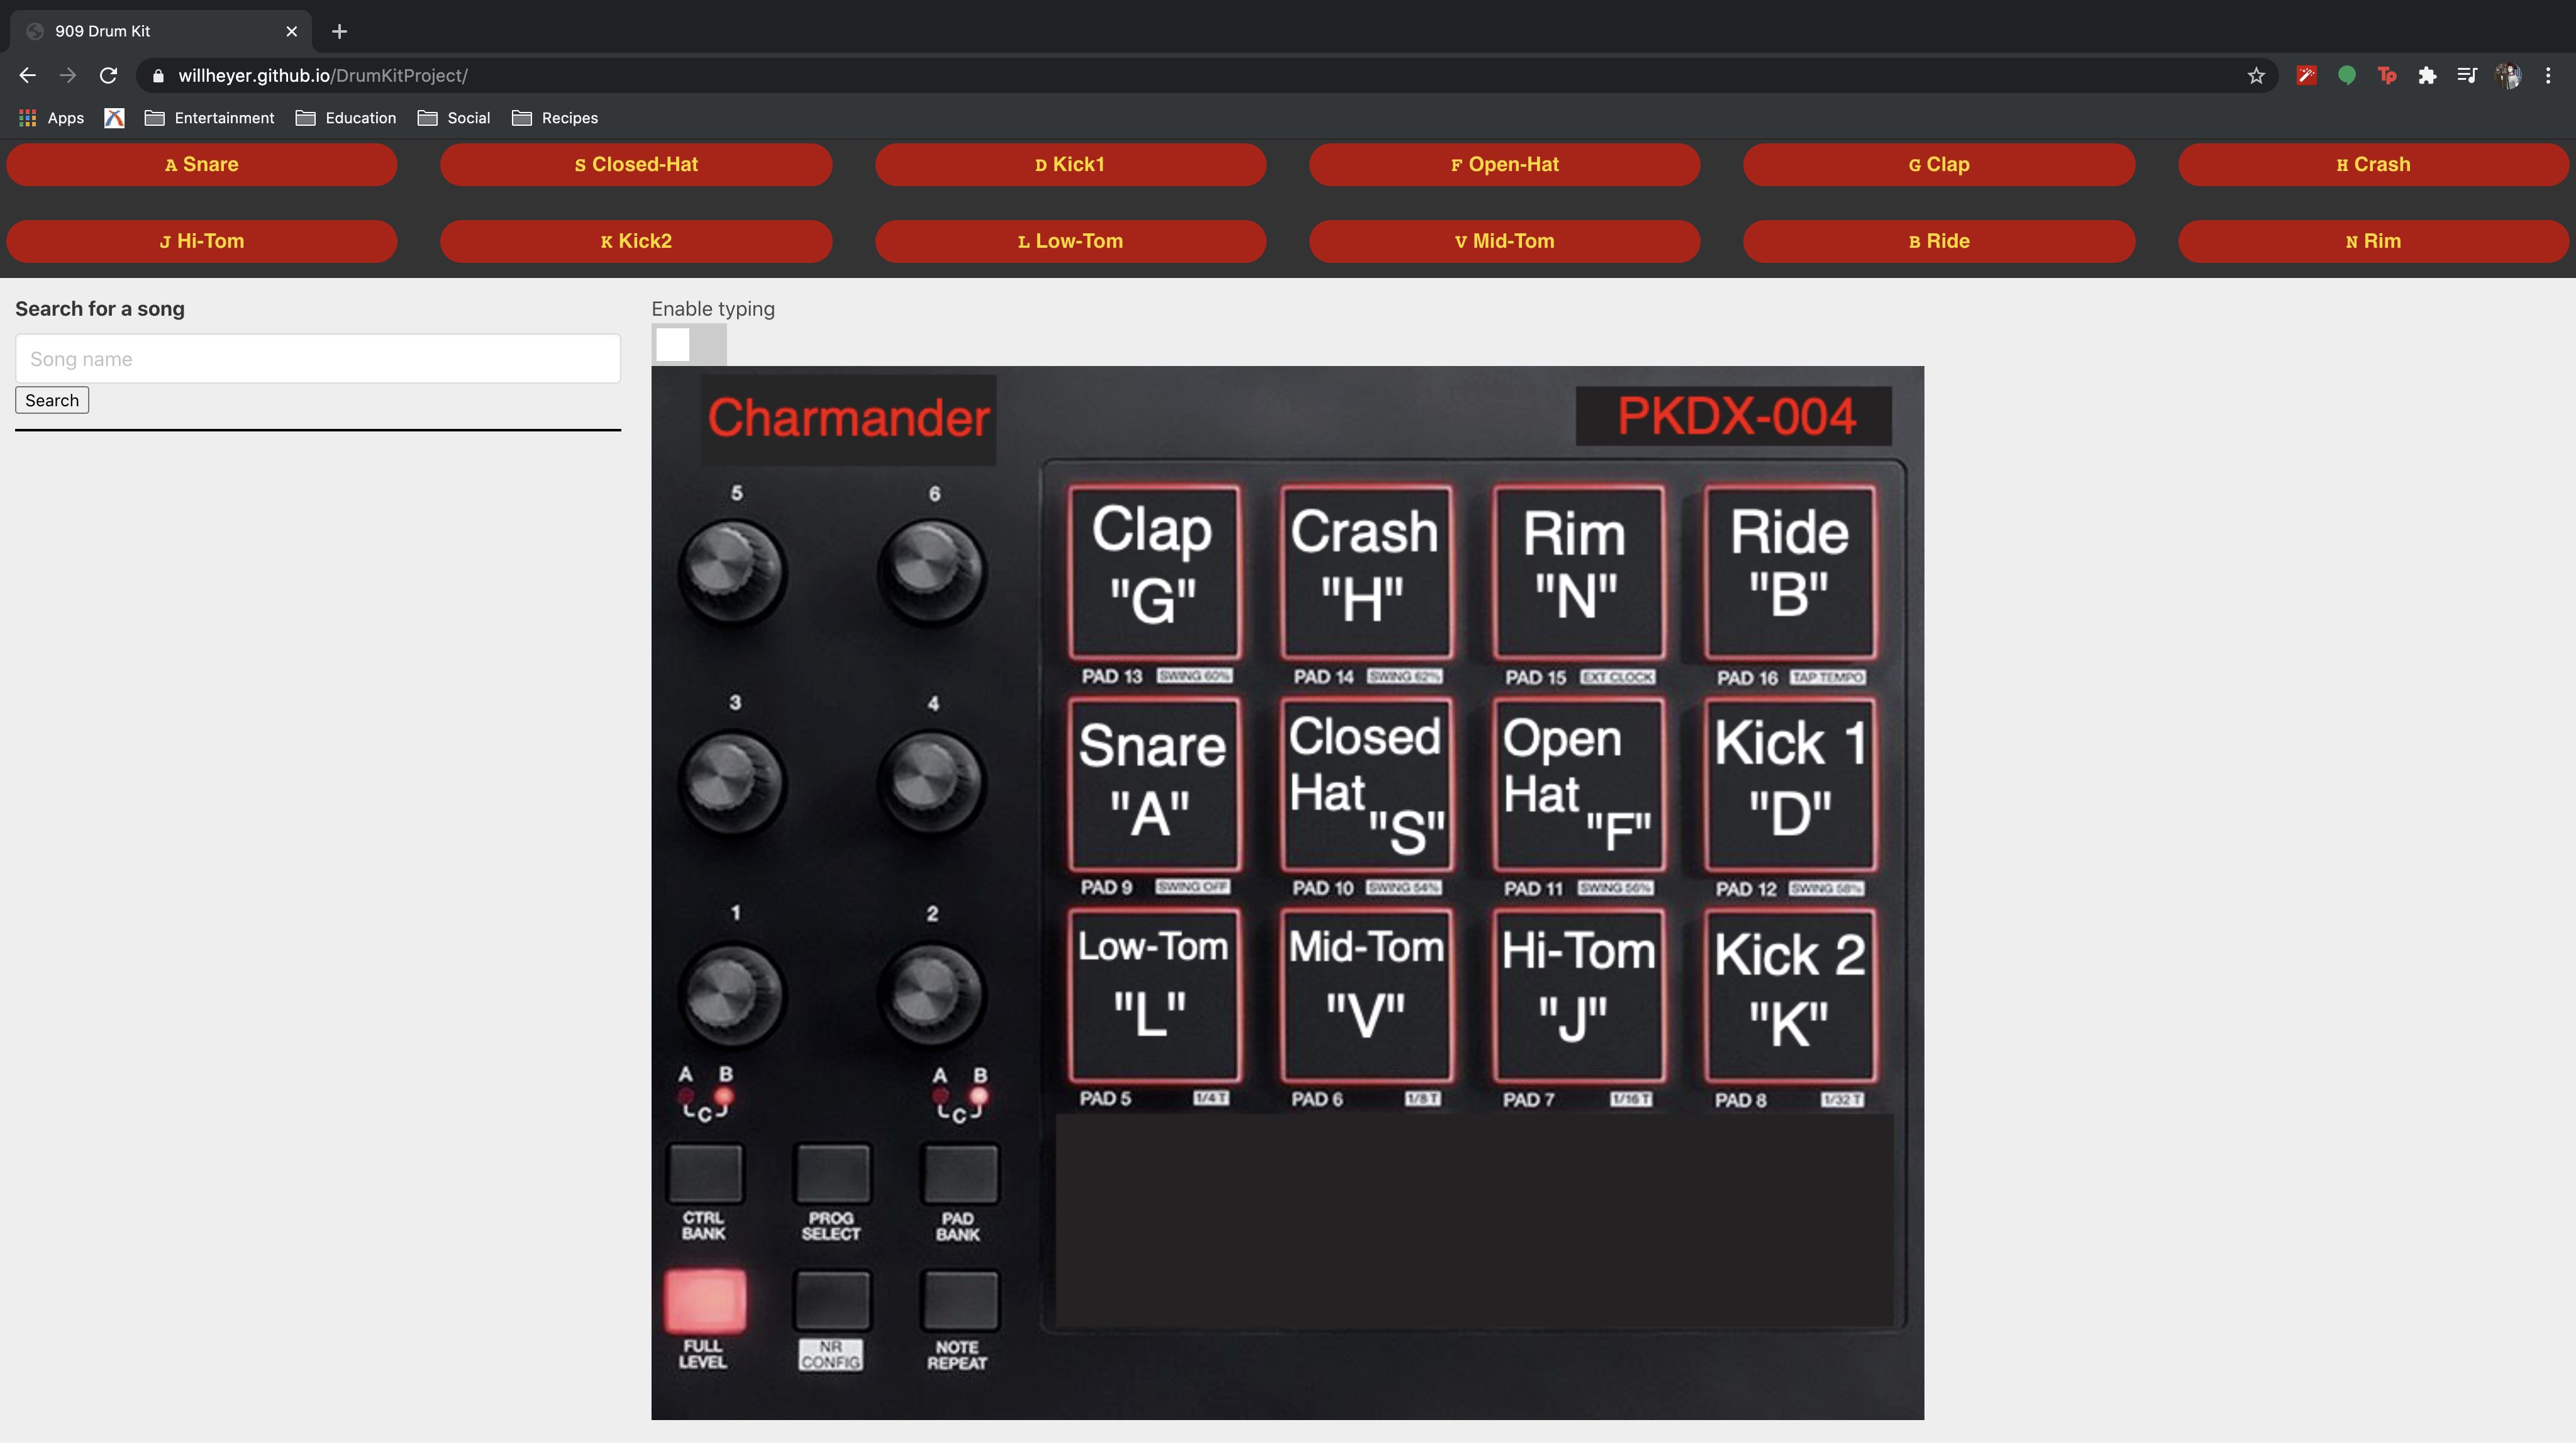 909 Drum Kit
willheyer.github.io/DrumKitProject/
Tp
Apps Entertainment Education Social Recipes
A Snare S Closed-Hat D Kick1 F Open-Hat G Clap H Crash
J Hi-Tom K Kick2 L Low-Tom V Mid-Tom B Ride N Rim
Search for a song
Song name
Search
Enable typing
Charmander
PKDX-004
5 6
3 4
1 2
A B A B
C C
CTRL BANK
PROG SELECT
PAD BANK
FULL LEVEL
NR CONFIG
NOTE REPEAT
Clap "G"
Crash "H"
Rim "N"
Ride "B"
PAD 13 SWING 60% PAD 14 SWING 62% PAD 15 EXT CLOCK PAD 16 TAP TEMPO
Snare "A"
Closed Hat "S"
Open Hat "F"
Kick 1 "D"
PAD 9 SWING OFF PAD 10 SWING 54% PAD 11 SWING 56% PAD 12 SWING 58%
Low-Tom "L"
Mid-Tom "V"
Hi-Tom "J"
Kick 2 "K"
PAD 5 1/4 T PAD 6 1/8 T PAD 7 1/16 T PAD 8 1/32 T